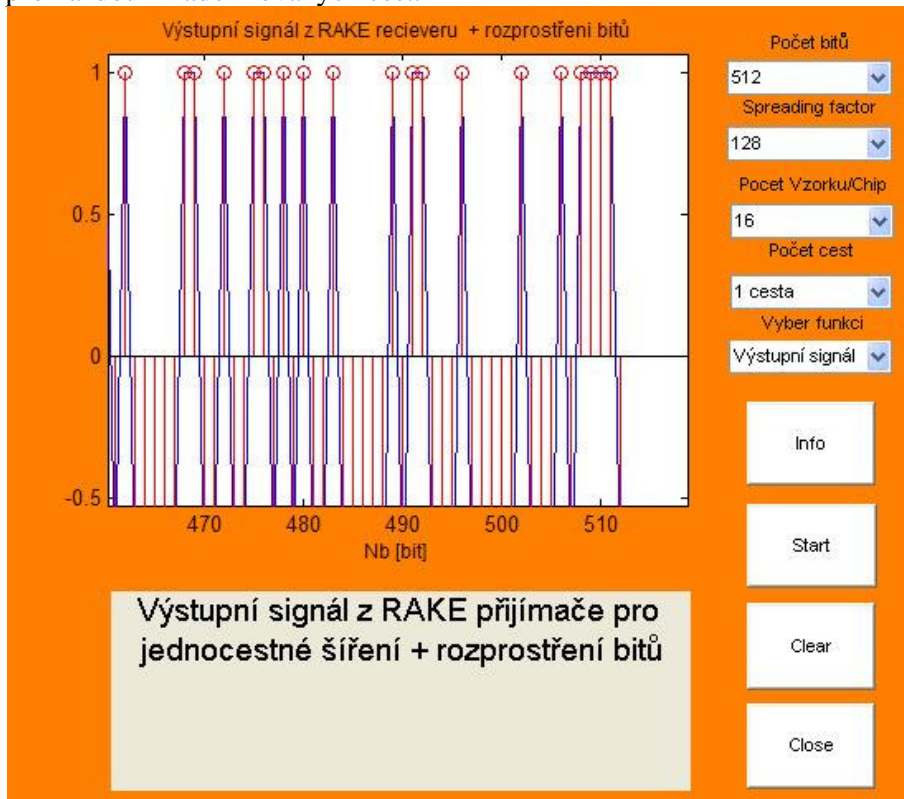 Výstupní signál z RAKE recieveru + rozprostřeni bitů
1
0.5
0
-0.5
470 480 490 500 510
Nb [bit]
Výstupní signál z RAKE přijímače pro
jednocestné šíření + rozprostření bitů
Počet bitů
512
Spreading factor
128
Pocet Vzorku/Chip
16
Počet cest
1 cesta
Vyber funkci
Výstupní signál
Info
Start
Clear
Close